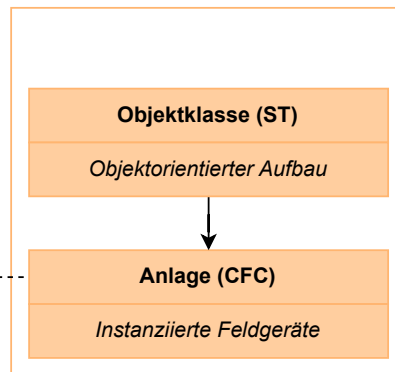 Objektklasse (ST)
Objektorientierter Aufbau
Anlage (CFC)
Instanziierte Feldgeräte